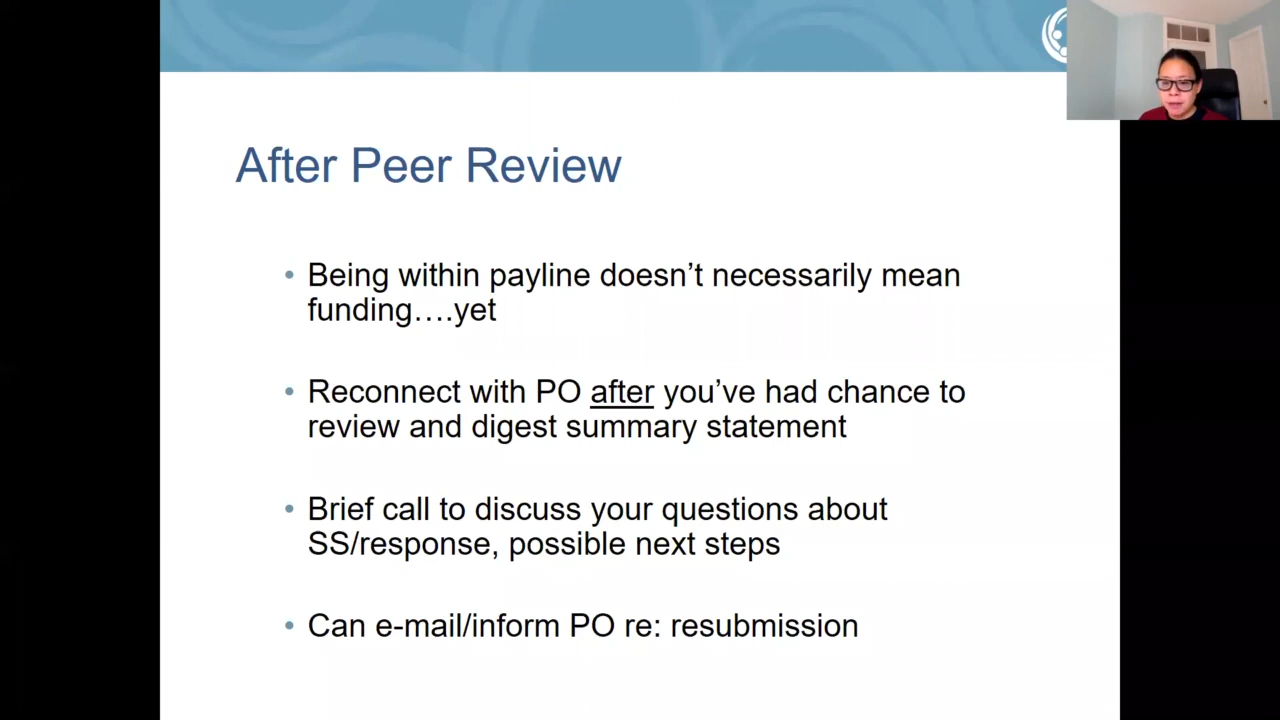 After Peer Review
• Being within payline doesn’t necessarily mean
funding….yet
• Reconnect with PO after you’ve had chance to
review and digest summary statement
• Brief call to discuss your questions about
SS/response, possible next steps
• Can e-mail/inform PO re: resubmission